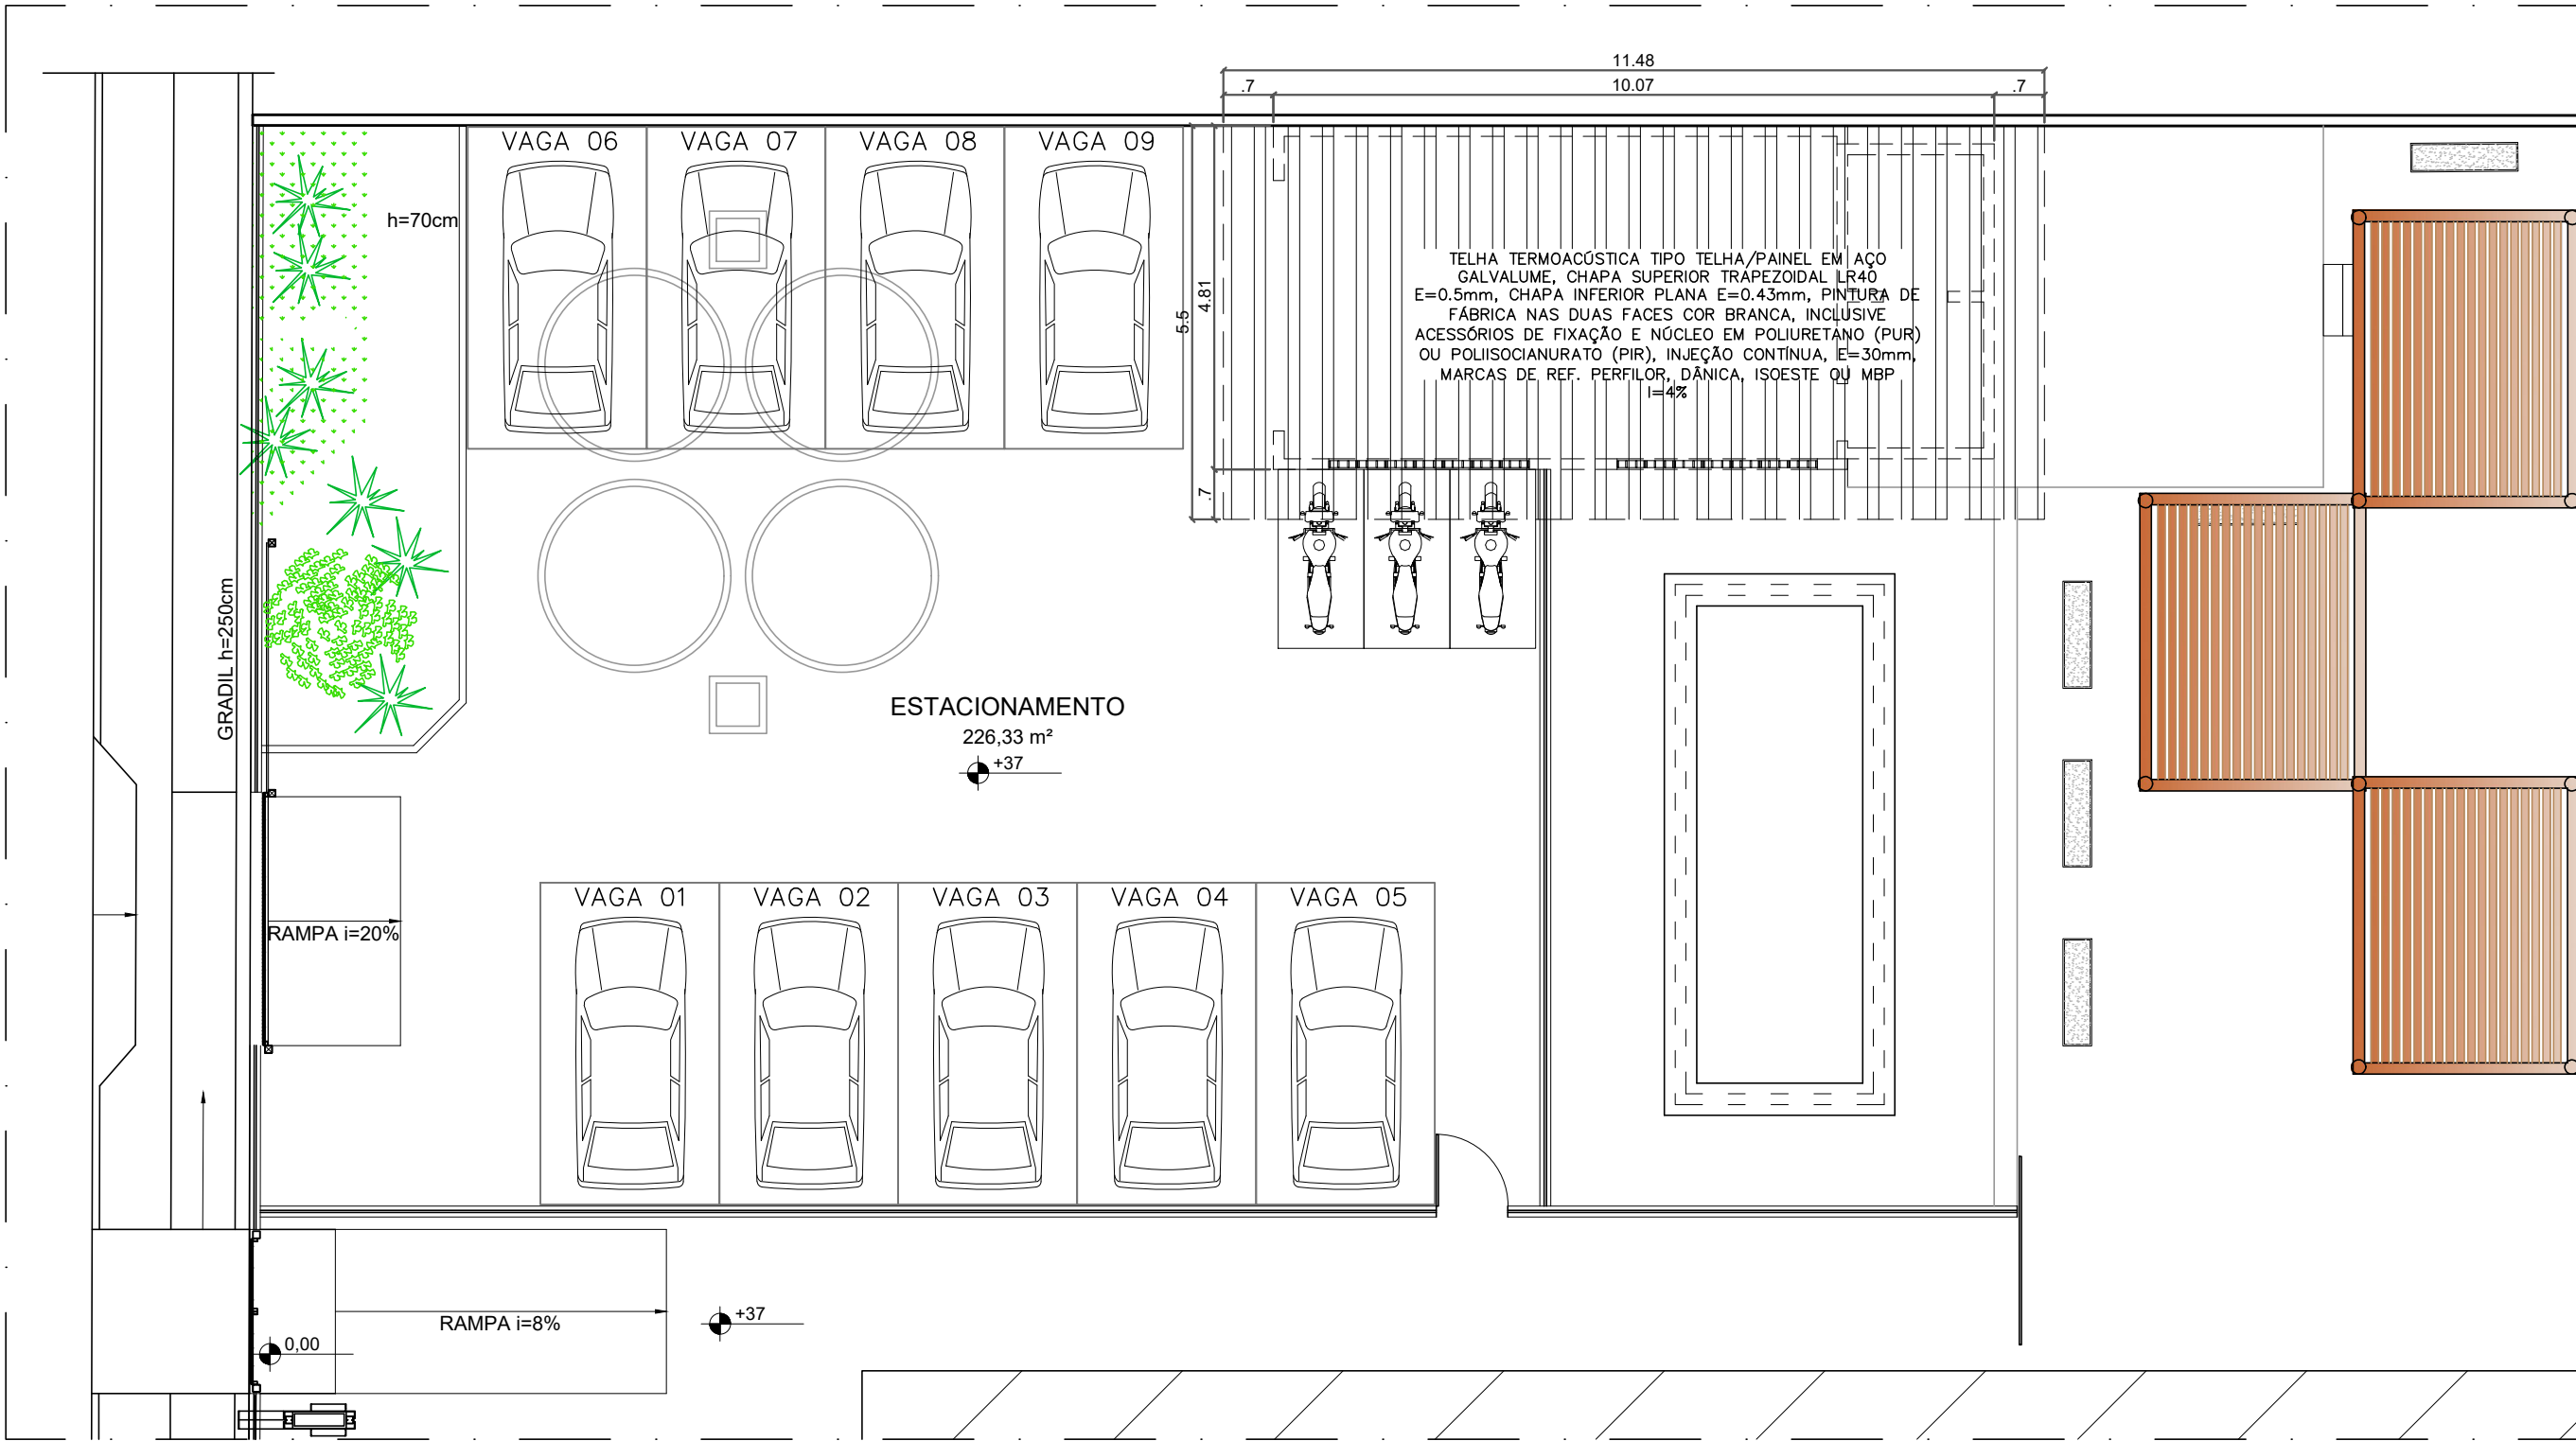 11.48
.7
10.07
.7
VAGA 06
VAGA 07
VAGA 08
VAGA 09
h=70cm
5.5
4.81
.7
TELHA TERMOACÚSTICA TIPO TELHA/PAINEL EM AÇO
GALVALUME, CHAPA SUPERIOR TRAPEZOIDAL LR40
E=0.5mm, CHAPA INFERIOR PLANA E=0.43mm, PINTURA DE
FÁBRICA NAS DUAS FACES COR BRANCA, INCLUSIVE
ACESSÓRIOS DE FIXAÇÃO E NÚCLEO EM POLIURETANO (PUR)
OU POLIISOCIANURATO (PIR), INJEÇÃO CONTÍNUA, E=30mm,
MARCAS DE REF. PERFILOR, DÂNICA, ISOESTE OU MBP
I=4%
GRADIL h=250cm
ESTACIONAMENTO
226,33 m²
+37
VAGA 01
VAGA 02
VAGA 03
VAGA 04
VAGA 05
RAMPA i=20%
RAMPA i=8%
+37
0,00